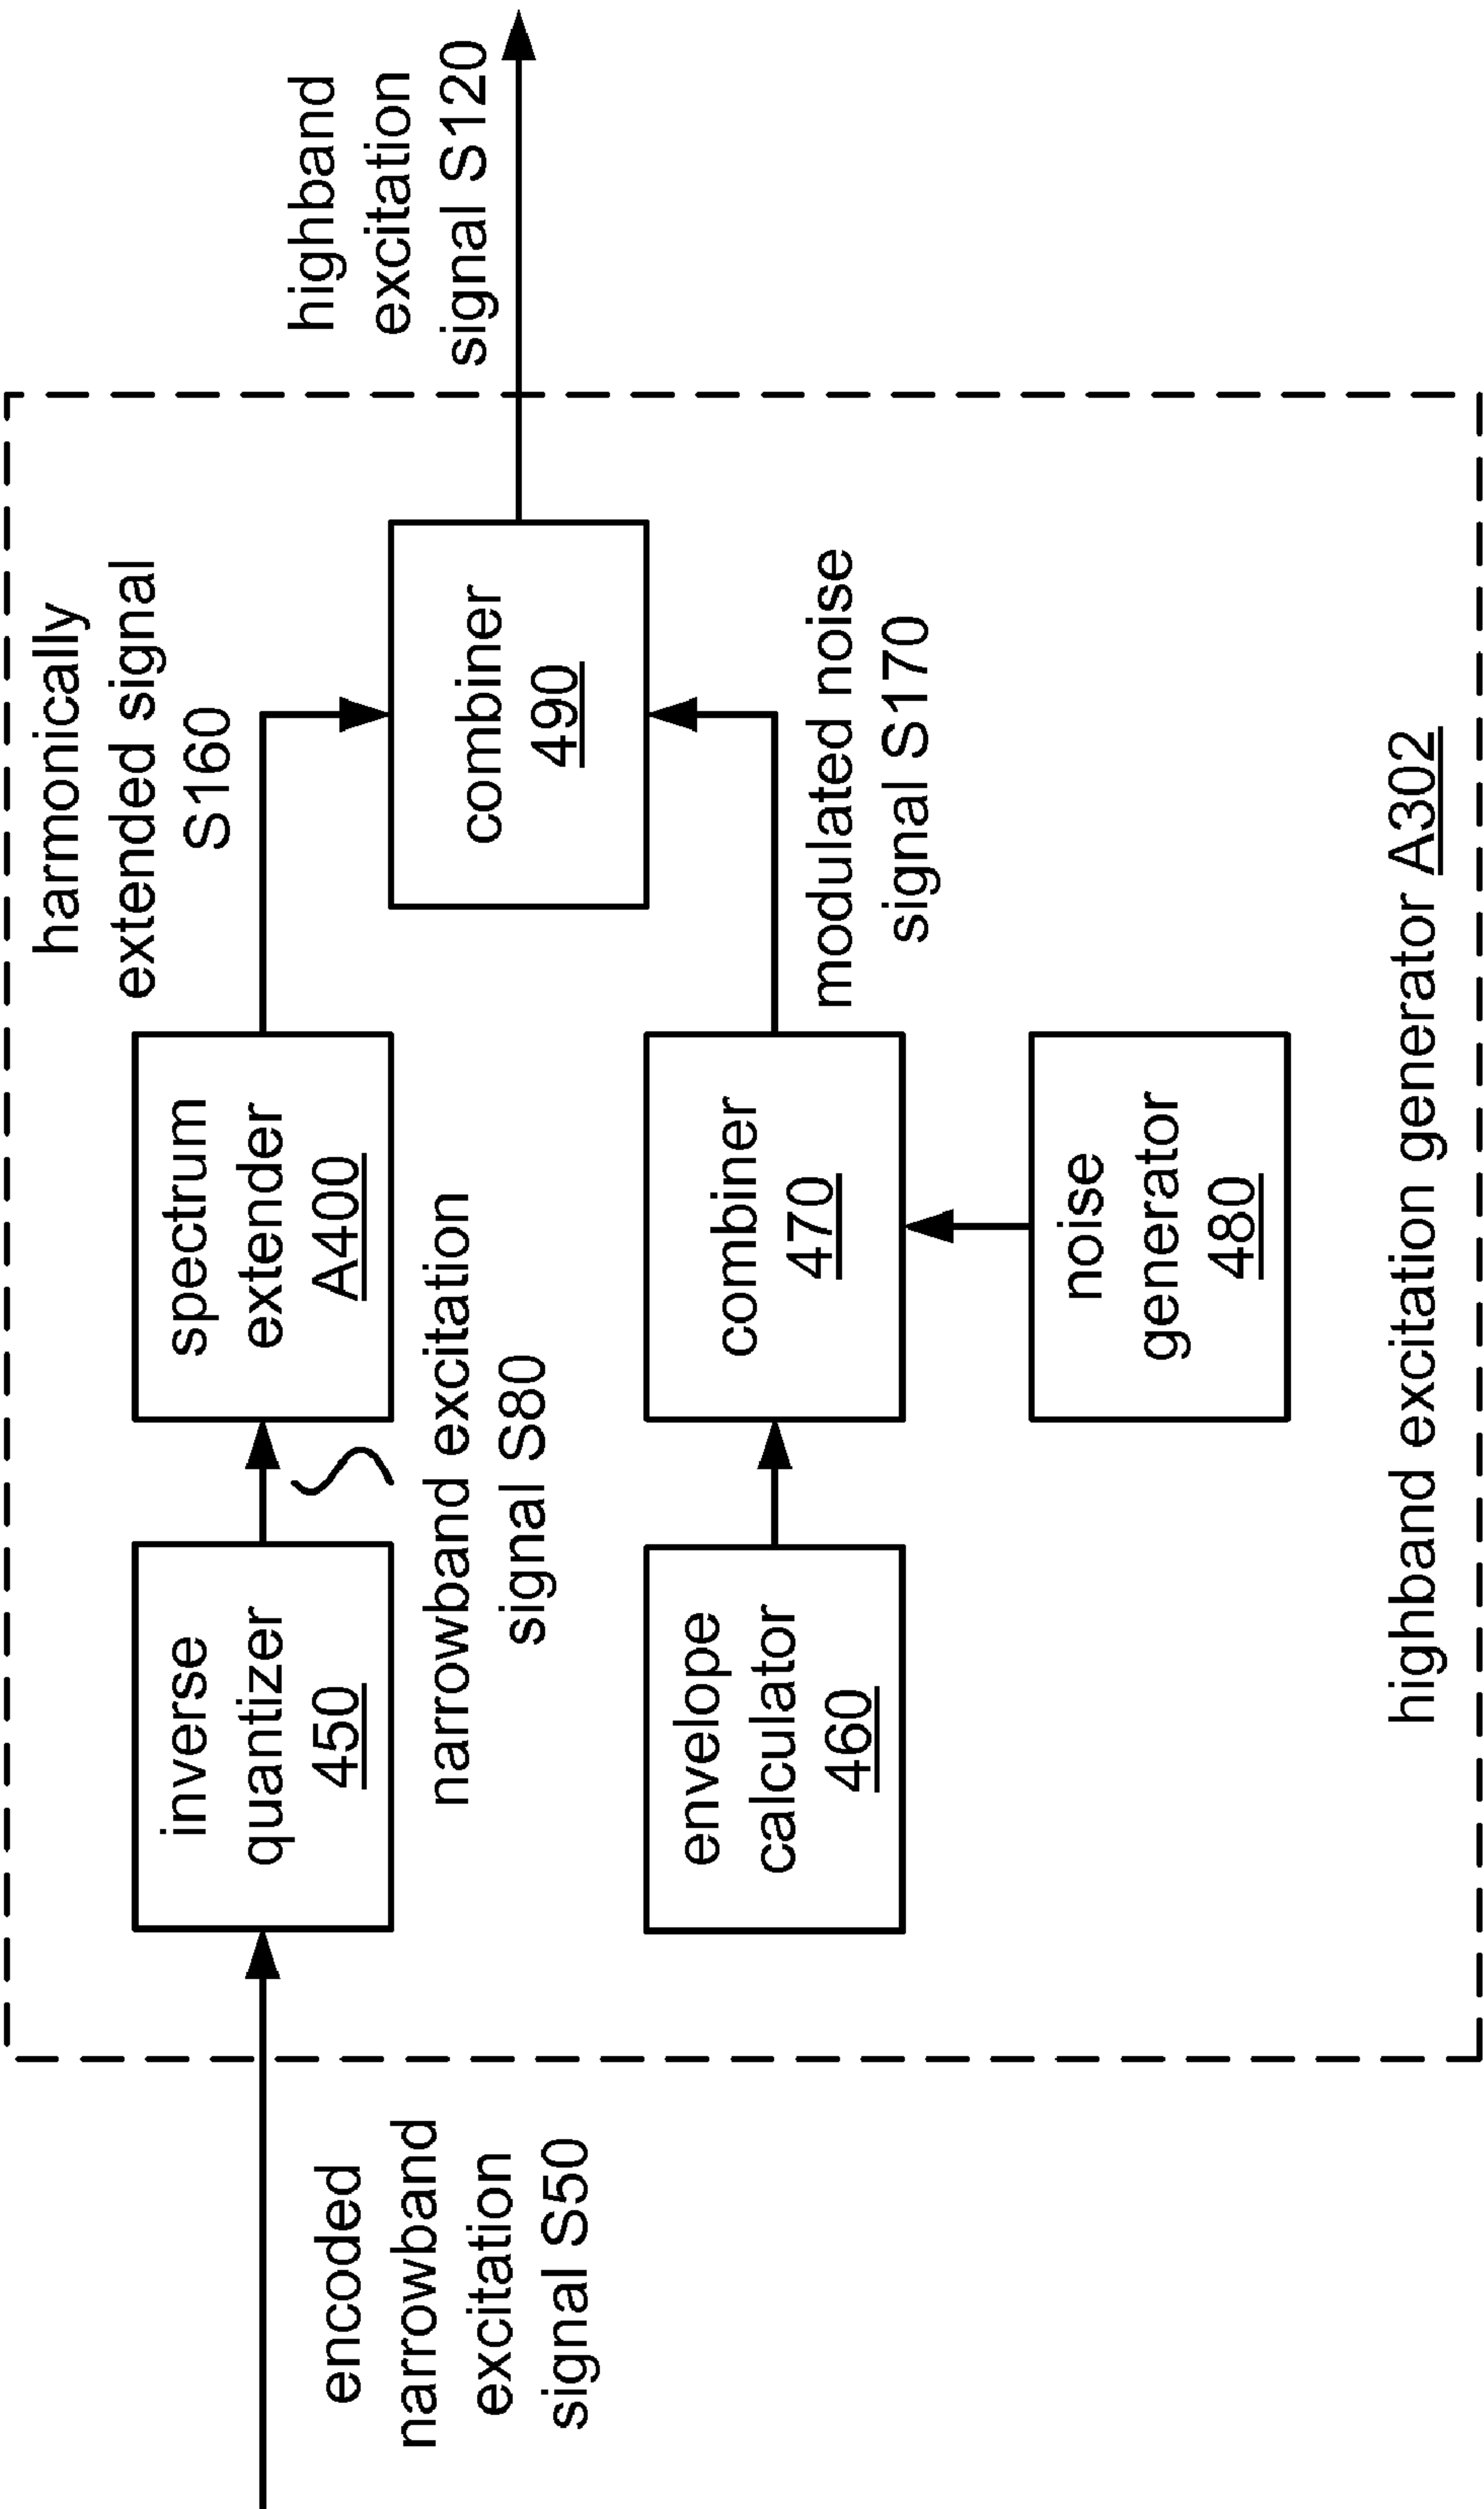 encoded
narrowband
excitation
signal S50
inverse
quantizer
450
narrowband excitation
signal S80
spectrum
extender
A400
harmonically
extended signal
S160
envelope
calculator
460
combiner
470
noise
generator
480
modulated noise
signal S170
combiner
490
highband
excitation
signal S120
highband excitation generator A302